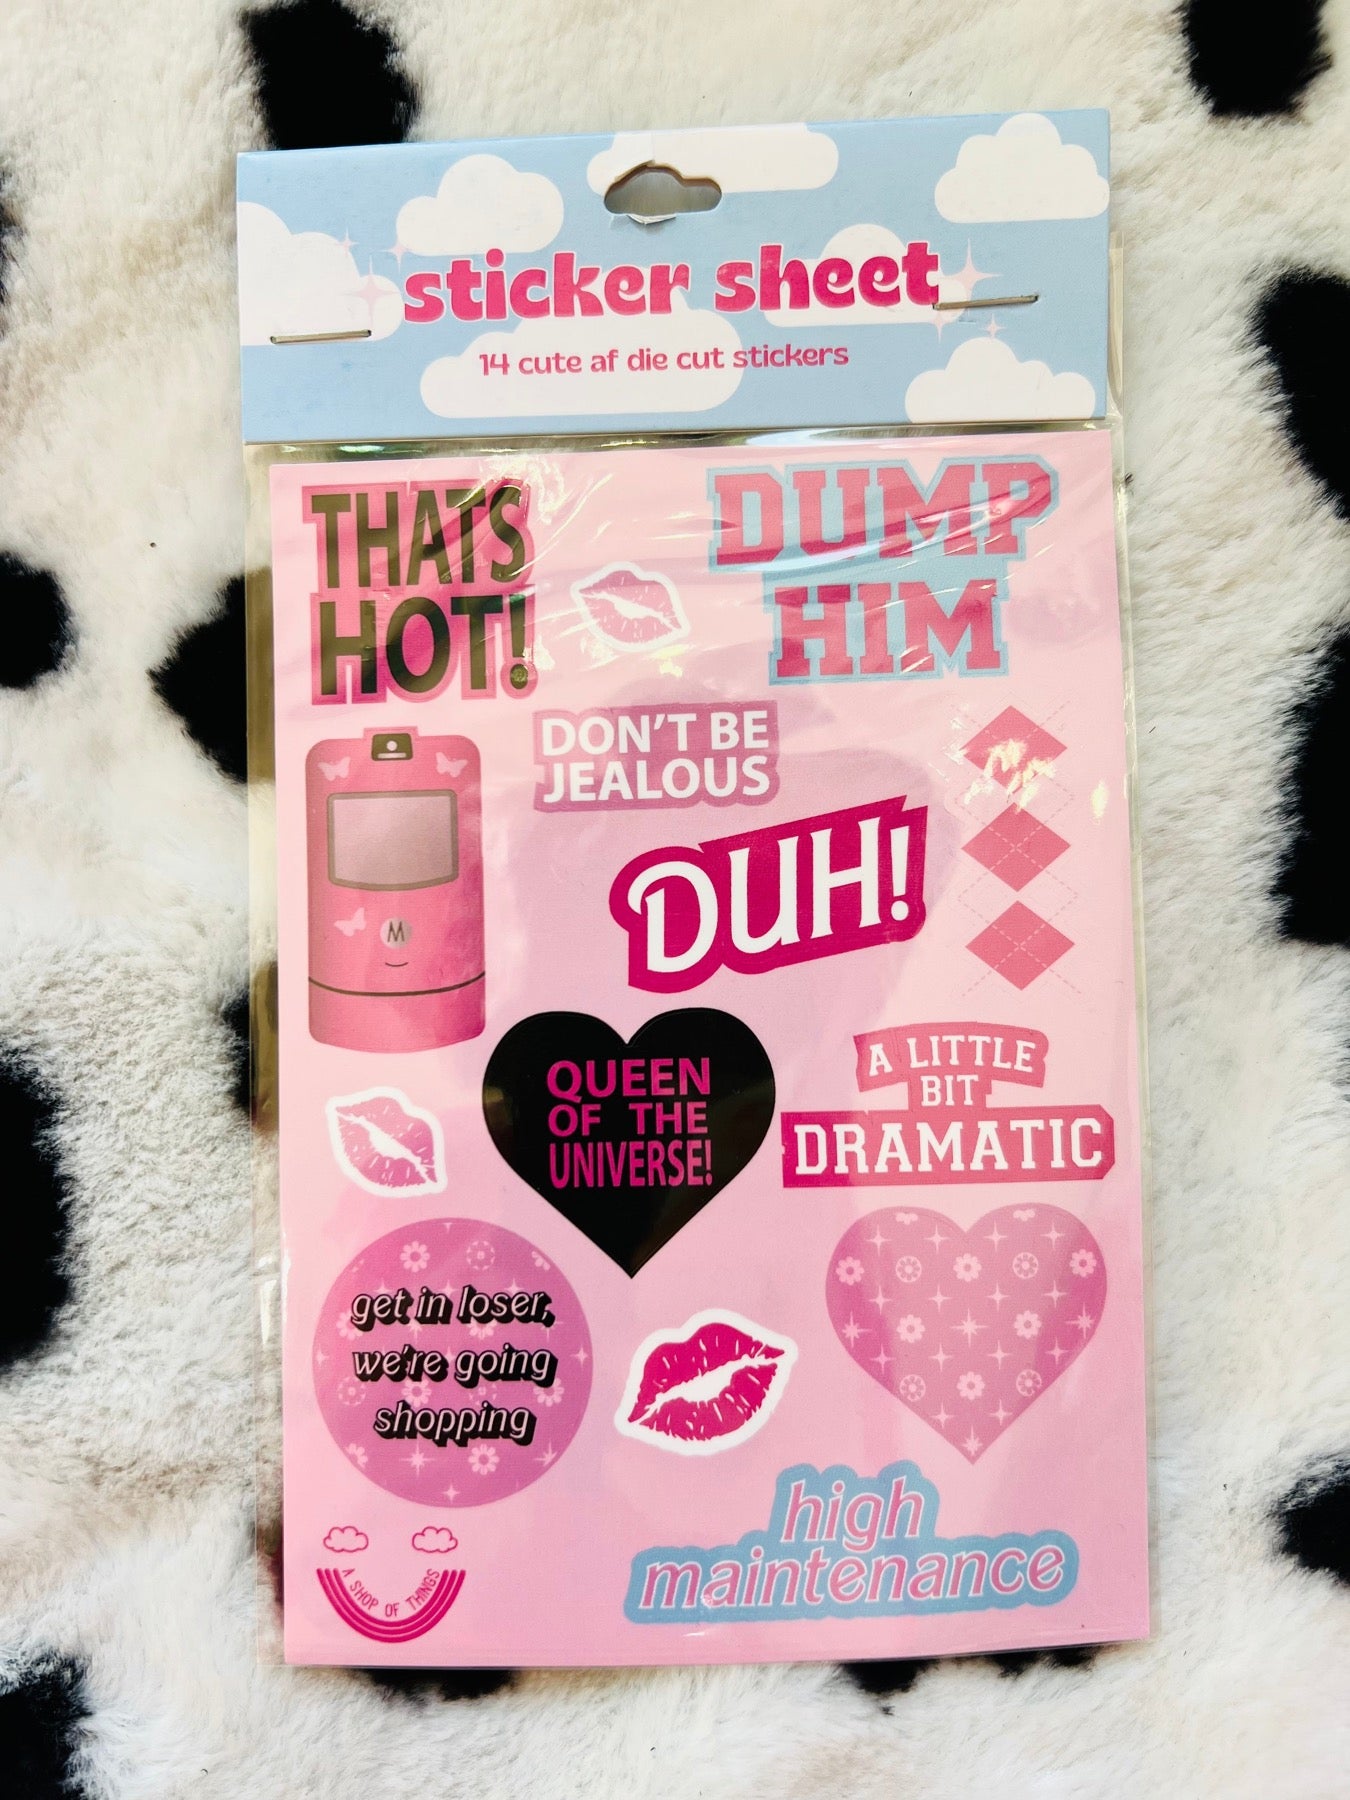 sticker sheet
14 cute af die cut stickers
THATS
HOT!
DUMP
HIM
DON'T BE
JEALOUS
DUH!
M
QUEEN
OF THE
UNIVERSE!
A LITTLE
BIT
DRAMATIC
get in loser,
we're going
shopping
high
maintenance
A SHOP OF THINGS